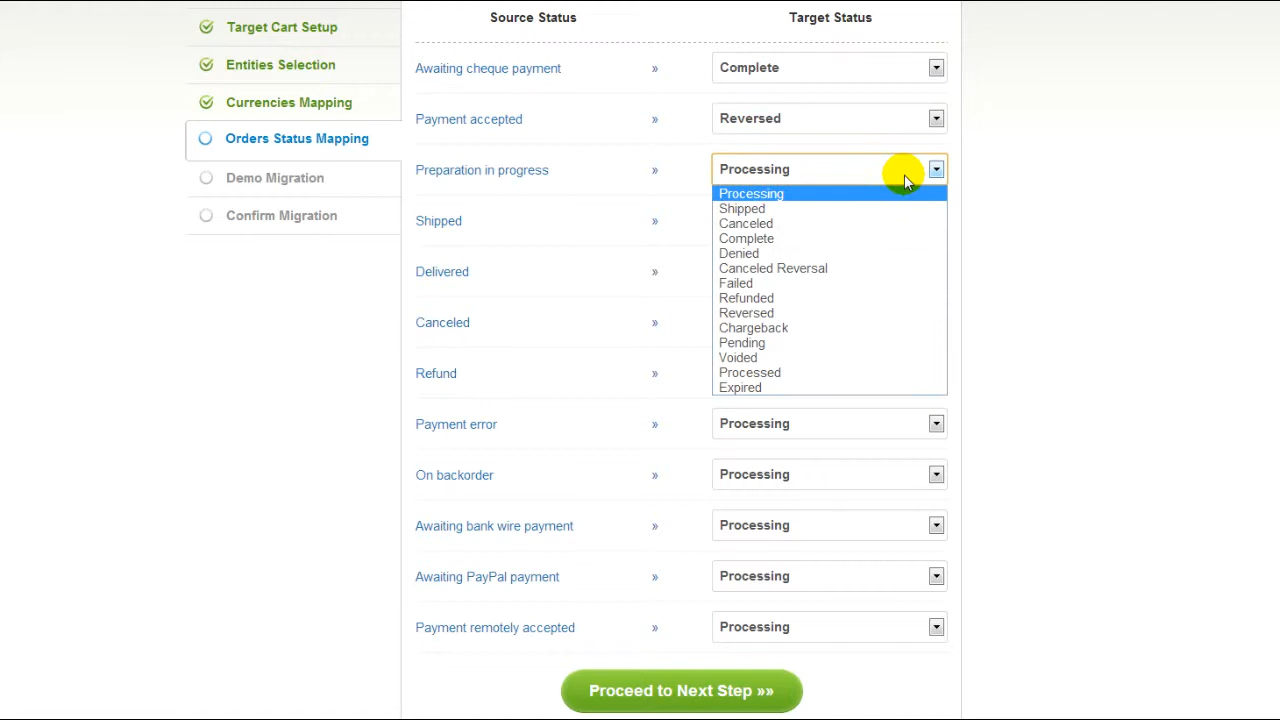 Target Cart Setup
Entities Selection
Currencies Mapping
Orders Status Mapping
Demo Migration
Confirm Migration
Source Status Target Status
Awaiting cheque payment » Complete
Payment accepted » Reversed
Preparation in progress » Processing
Processing
Shipped
Canceled
Complete
Denied
Canceled Reversal
Failed
Refunded
Reversed
Chargeback
Pending
Voided
Processed
Expired
Shipped »
Delivered »
Canceled »
Refund »
Payment error » Processing
On backorder » Processing
Awaiting bank wire payment » Processing
Awaiting PayPal payment » Processing
Payment remotely accepted » Processing
Proceed to Next Step »»